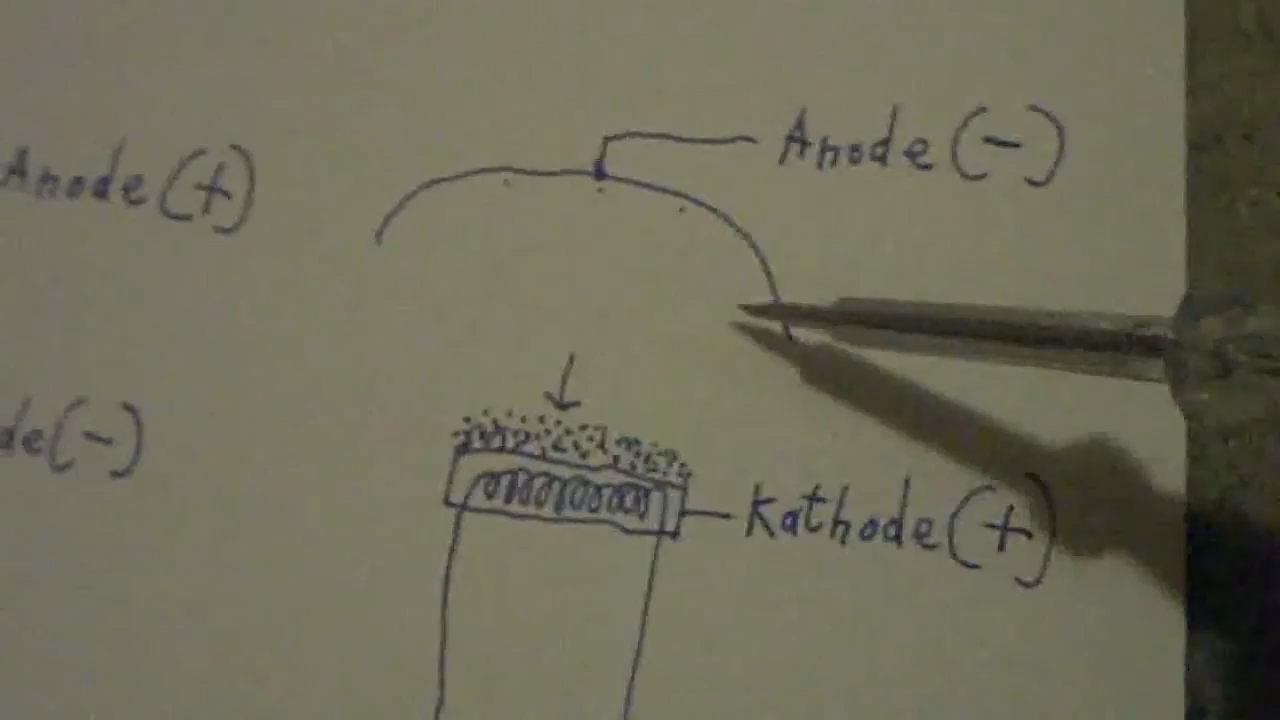 Anode (+)
Anode (-)
de (-)
Kathode (+)